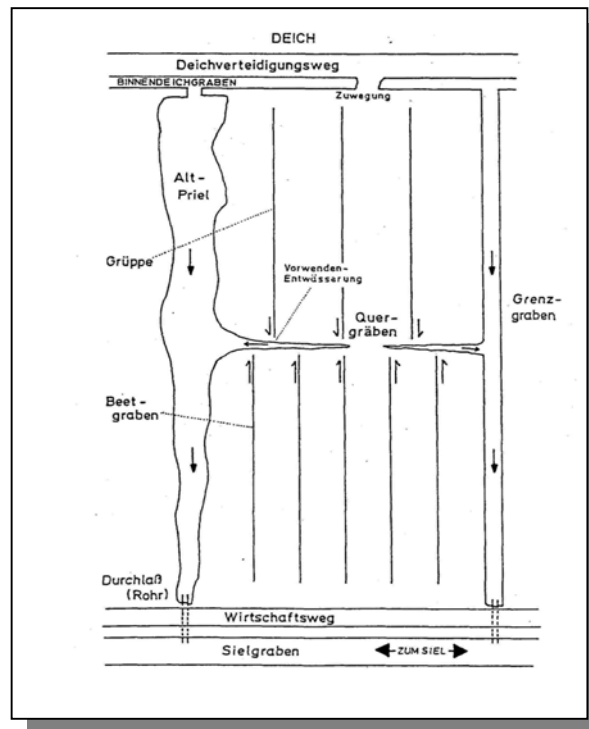 DEICH
Deichverteidigungsweg
BINNENDEICHGRABEN
Zuwegung
Alt-
Priel
Grüppe
Vorwenden-
Entwässerung
Quer-
gräben
Grenz-
graben
Beet-
graben
Durchlaß
(Rohr)
Wirtschaftsweg
Sielgraben
ZUM SIEL